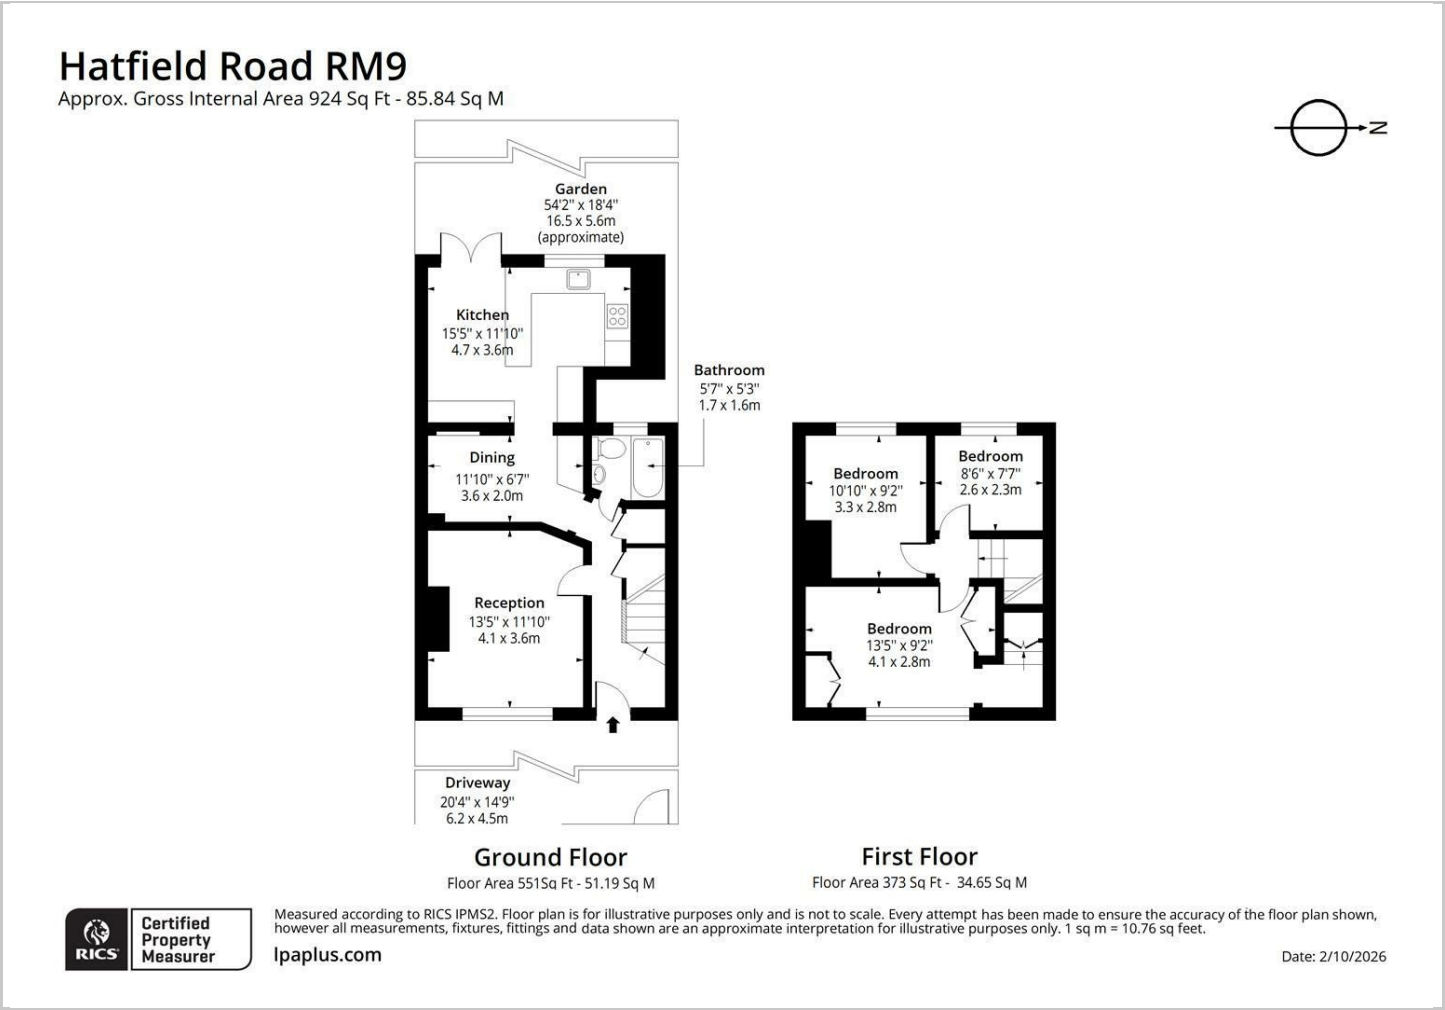 Hatfield Road RM9
Approx. Gross Internal Area 924 Sq Ft - 85.84 Sq M
N
Garden
54'2" x 18'4"
16.5 x 5.6m
(approximate)
Kitchen
15'5" x 11'10"
4.7 x 3.6m
Bathroom
5'7" x 5'3"
1.7 x 1.6m
Dining
11'10" x 6'7"
3.6 x 2.0m
Reception
13'5" x 11'10"
4.1 x 3.6m
Driveway
20'4" x 14'9"
6.2 x 4.5m
Bedroom
10'10" x 9'2"
3.3 x 2.8m
Bedroom
8'6" x 7'7"
2.6 x 2.3m
Bedroom
13'5" x 9'2"
4.1 x 2.8m
Ground Floor
Floor Area 551Sq Ft - 51.19 Sq M
First Floor
Floor Area 373 Sq Ft - 34.65 Sq M
RICS
Certified
Property
Measurer
Measured according to RICS IPMS2. Floor plan is for illustrative purposes only and is not to scale. Every attempt has been made to ensure the accuracy of the floor plan shown,
however all measurements, fixtures, fittings and data shown are an approximate interpretation for illustrative purposes only. 1 sq m = 10.76 sq feet.
lpaplus.com
Date: 2/10/2026